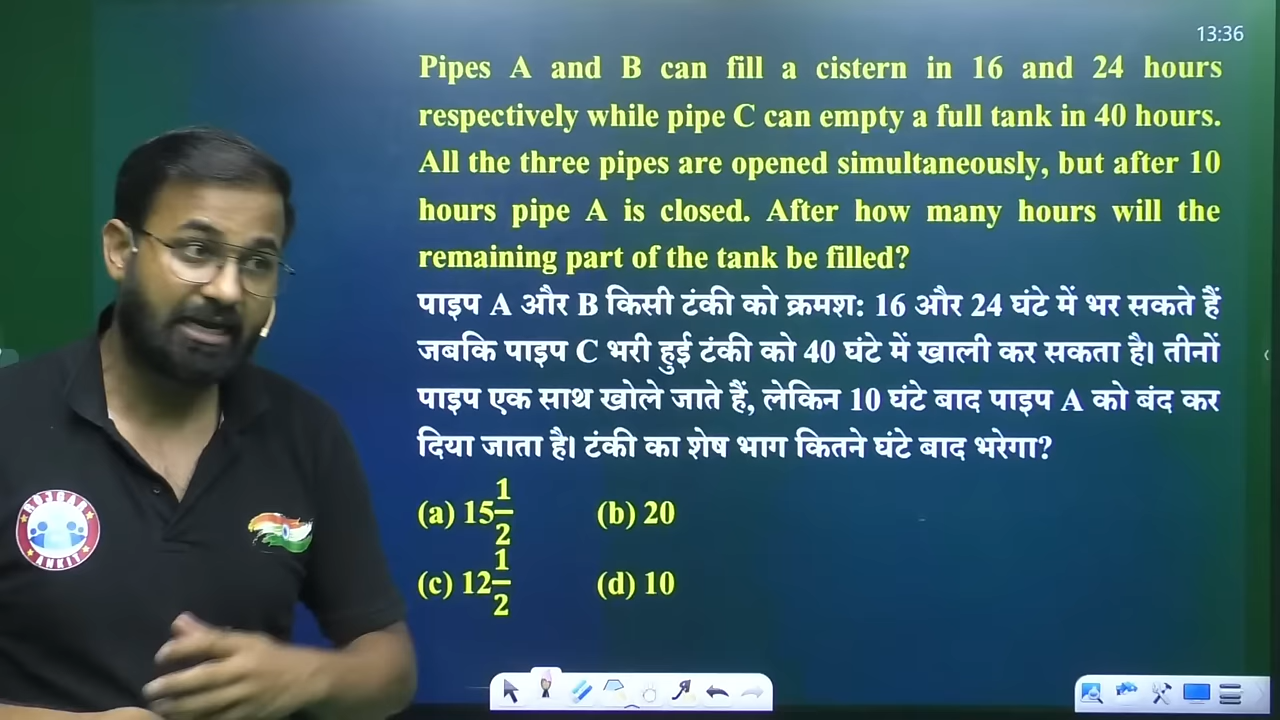 13:36
Pipes A and B can fill a cistern in 16 and 24 hours
respectively while pipe C can empty a full tank in 40 hours.
All the three pipes are opened simultaneously, but after 10
hours pipe A is closed. After how many hours will the
remaining part of the tank be filled?
पाइप A और B किसी टंकी को क्रमश: 16 और 24 घंटे में भर सकते हैं
जबकि पाइप C भरी हुई टंकी को 40 घंटे में खाली कर सकता है। तीनों
पाइप एक साथ खोले जाते हैं, लेकिन 10 घंटे बाद पाइप A को बंद कर
दिया जाता है। टंकी का शेष भाग कितने घंटे बाद भरेगा?
(a) 15 1/2 (b) 20
(c) 12 1/2 (d) 10
ROJGAR
ANKIT